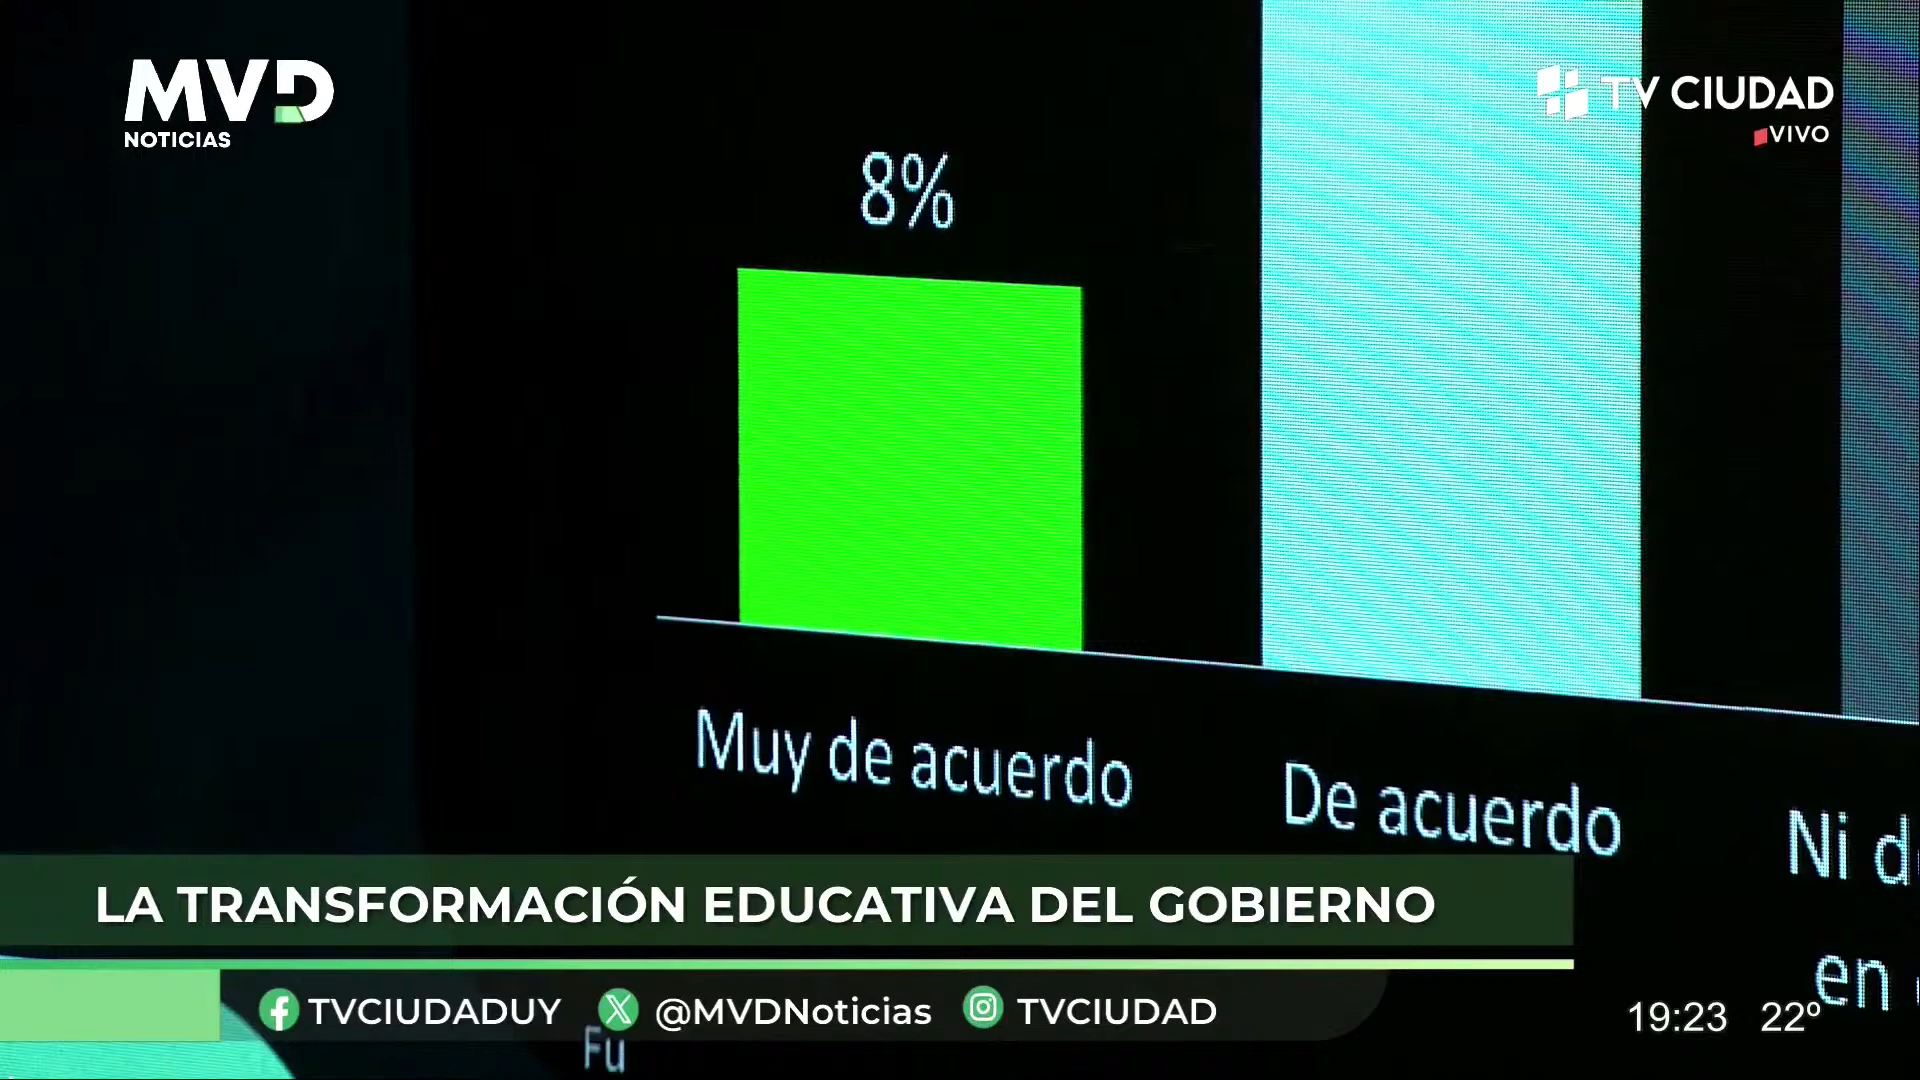 MVD
NOTICIAS
TV CIUDAD
VIVO
8%
Muy de acuerdo
De acuerdo
Ni d
en
LA TRANSFORMACIÓN EDUCATIVA DEL GOBIERNO
TVCIUDADUY
@MVDNoticias
TVCIUDAD
19:23 22º
Fu